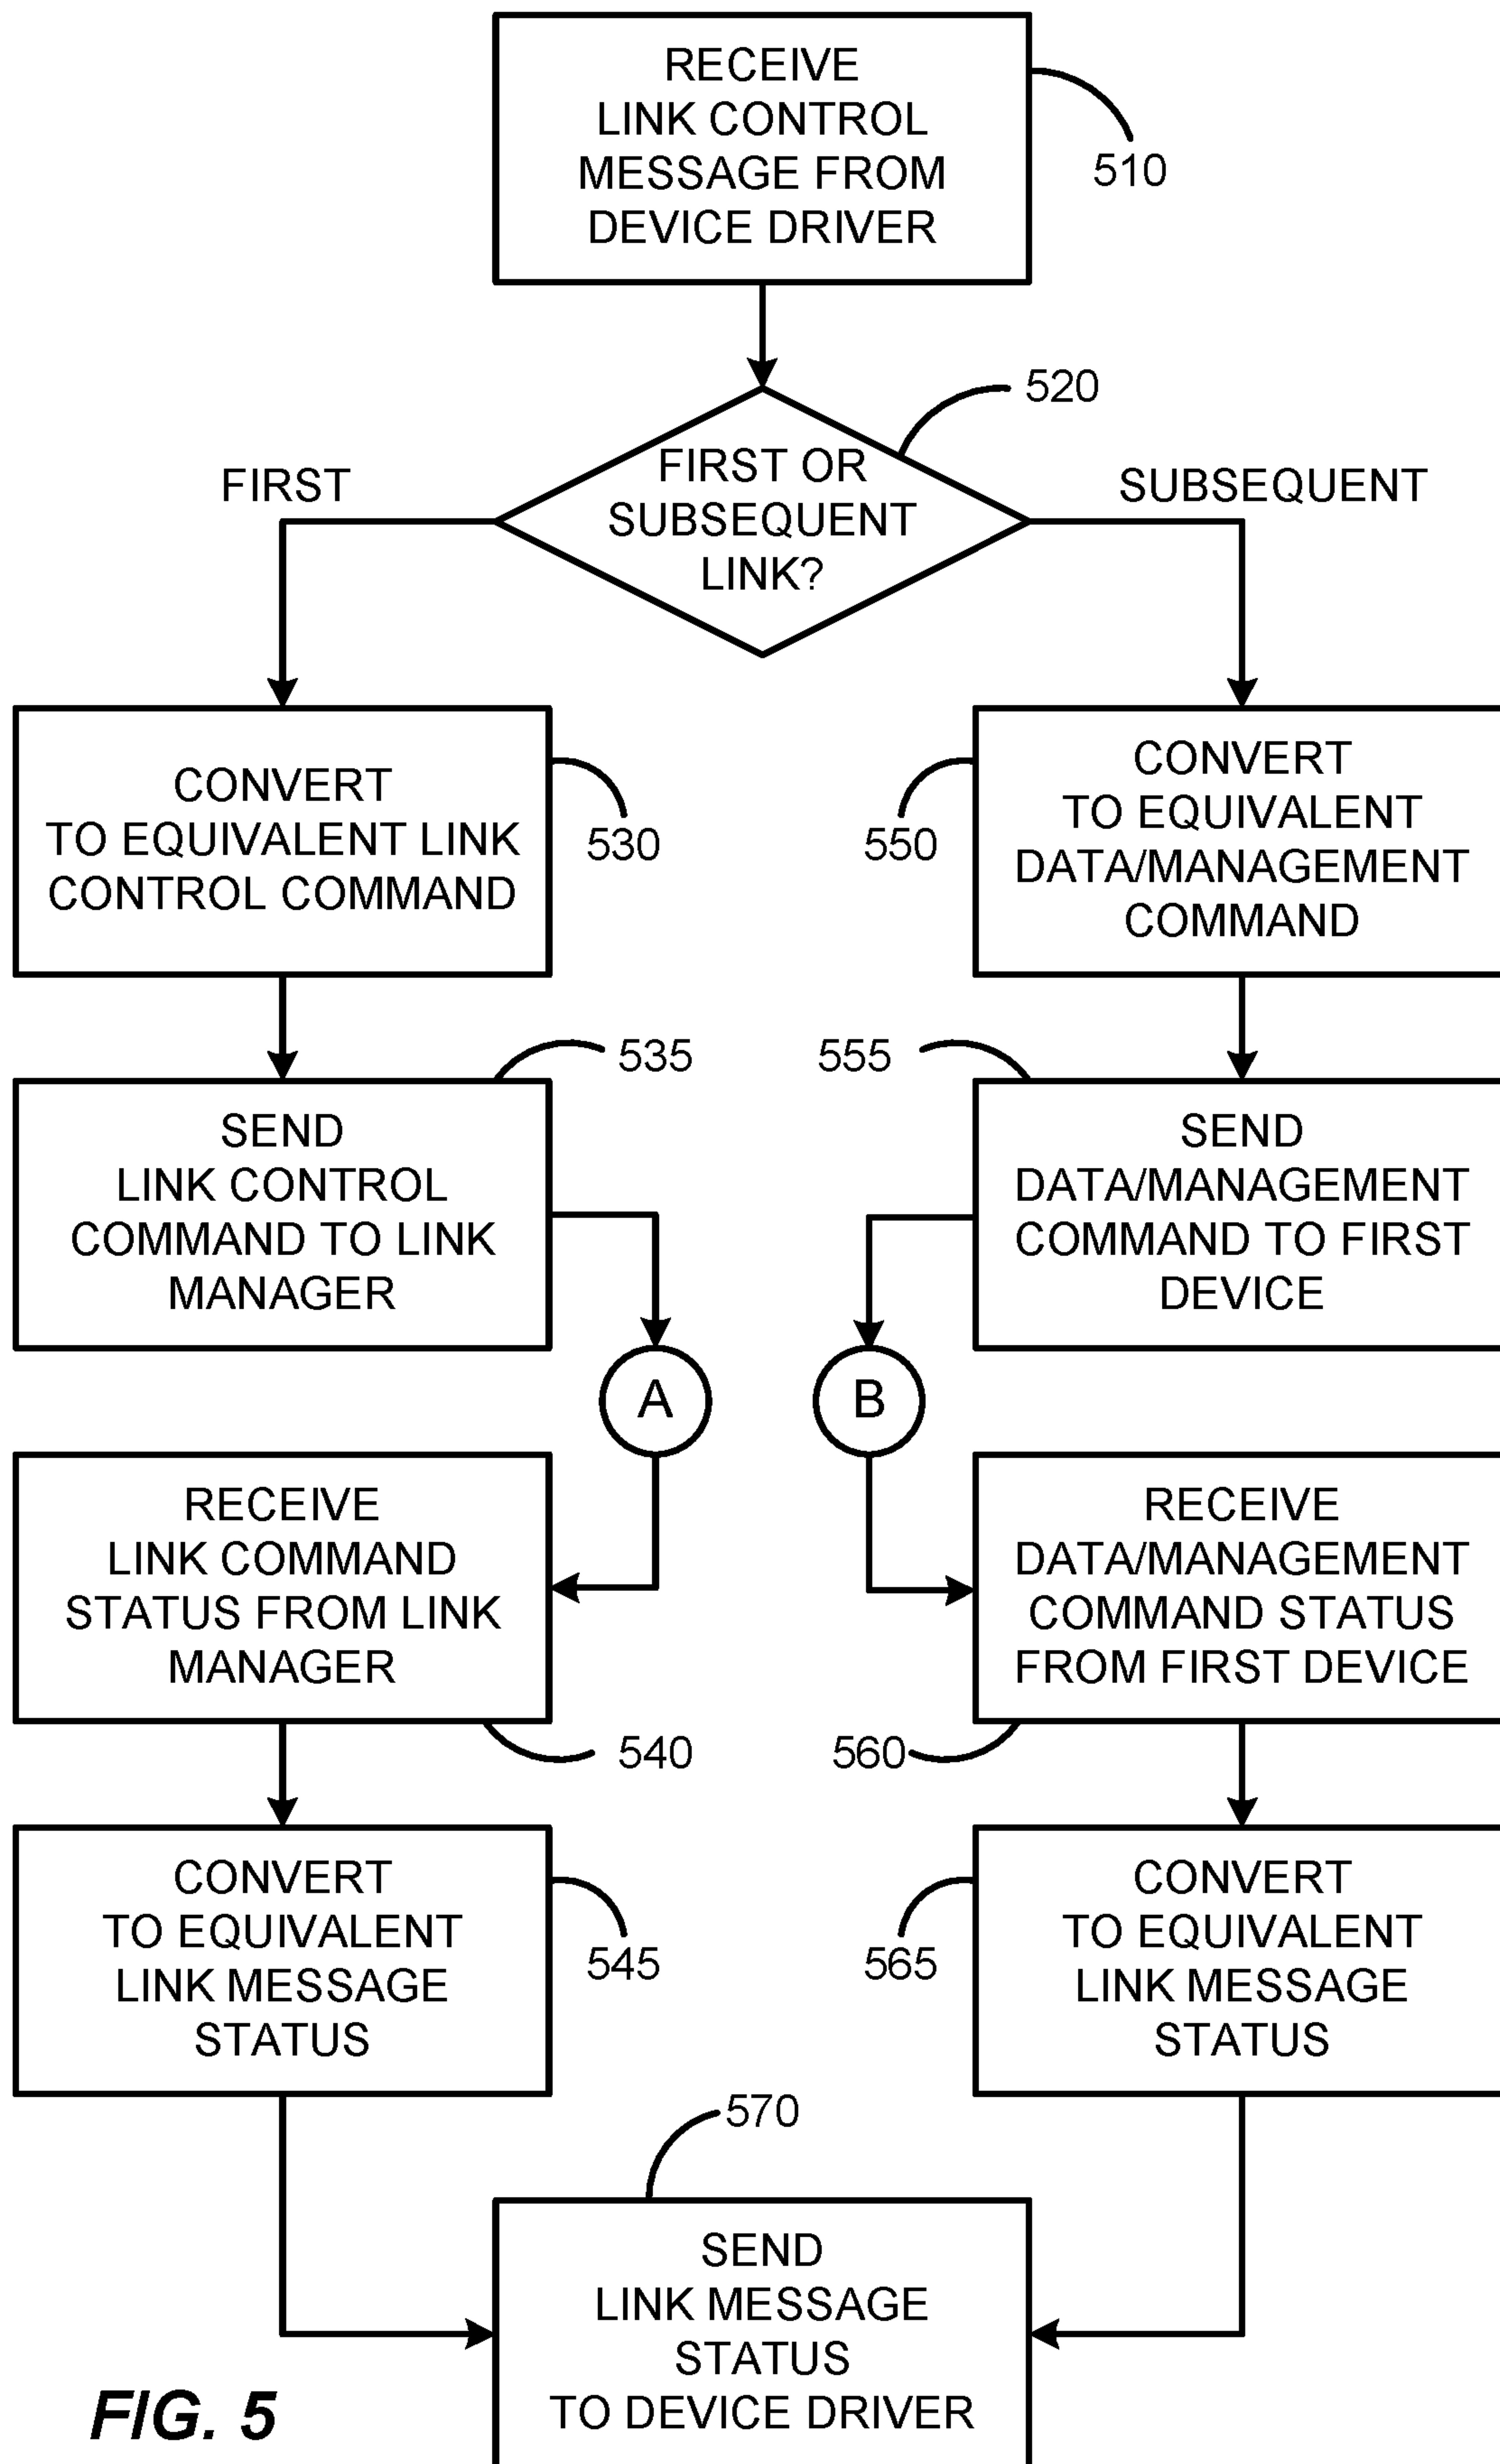 RECEIVE
LINK CONTROL
MESSAGE FROM
DEVICE DRIVER
510
520
FIRST OR
SUBSEQUENT
LINK?
FIRST
SUBSEQUENT
CONVERT
TO EQUIVALENT LINK
CONTROL COMMAND
530
550
CONVERT
TO EQUIVALENT
DATA/MANAGEMENT
COMMAND
535
555
SEND
LINK CONTROL
COMMAND TO LINK
MANAGER
SEND
DATA/MANAGEMENT
COMMAND TO FIRST
DEVICE
A
B
RECEIVE
LINK COMMAND
STATUS FROM LINK
MANAGER
RECEIVE
DATA/MANAGEMENT
COMMAND STATUS
FROM FIRST DEVICE
540
560
CONVERT
TO EQUIVALENT
LINK MESSAGE
STATUS
545
565
CONVERT
TO EQUIVALENT
LINK MESSAGE
STATUS
570
SEND
LINK MESSAGE
STATUS
TO DEVICE DRIVER
FIG. 5